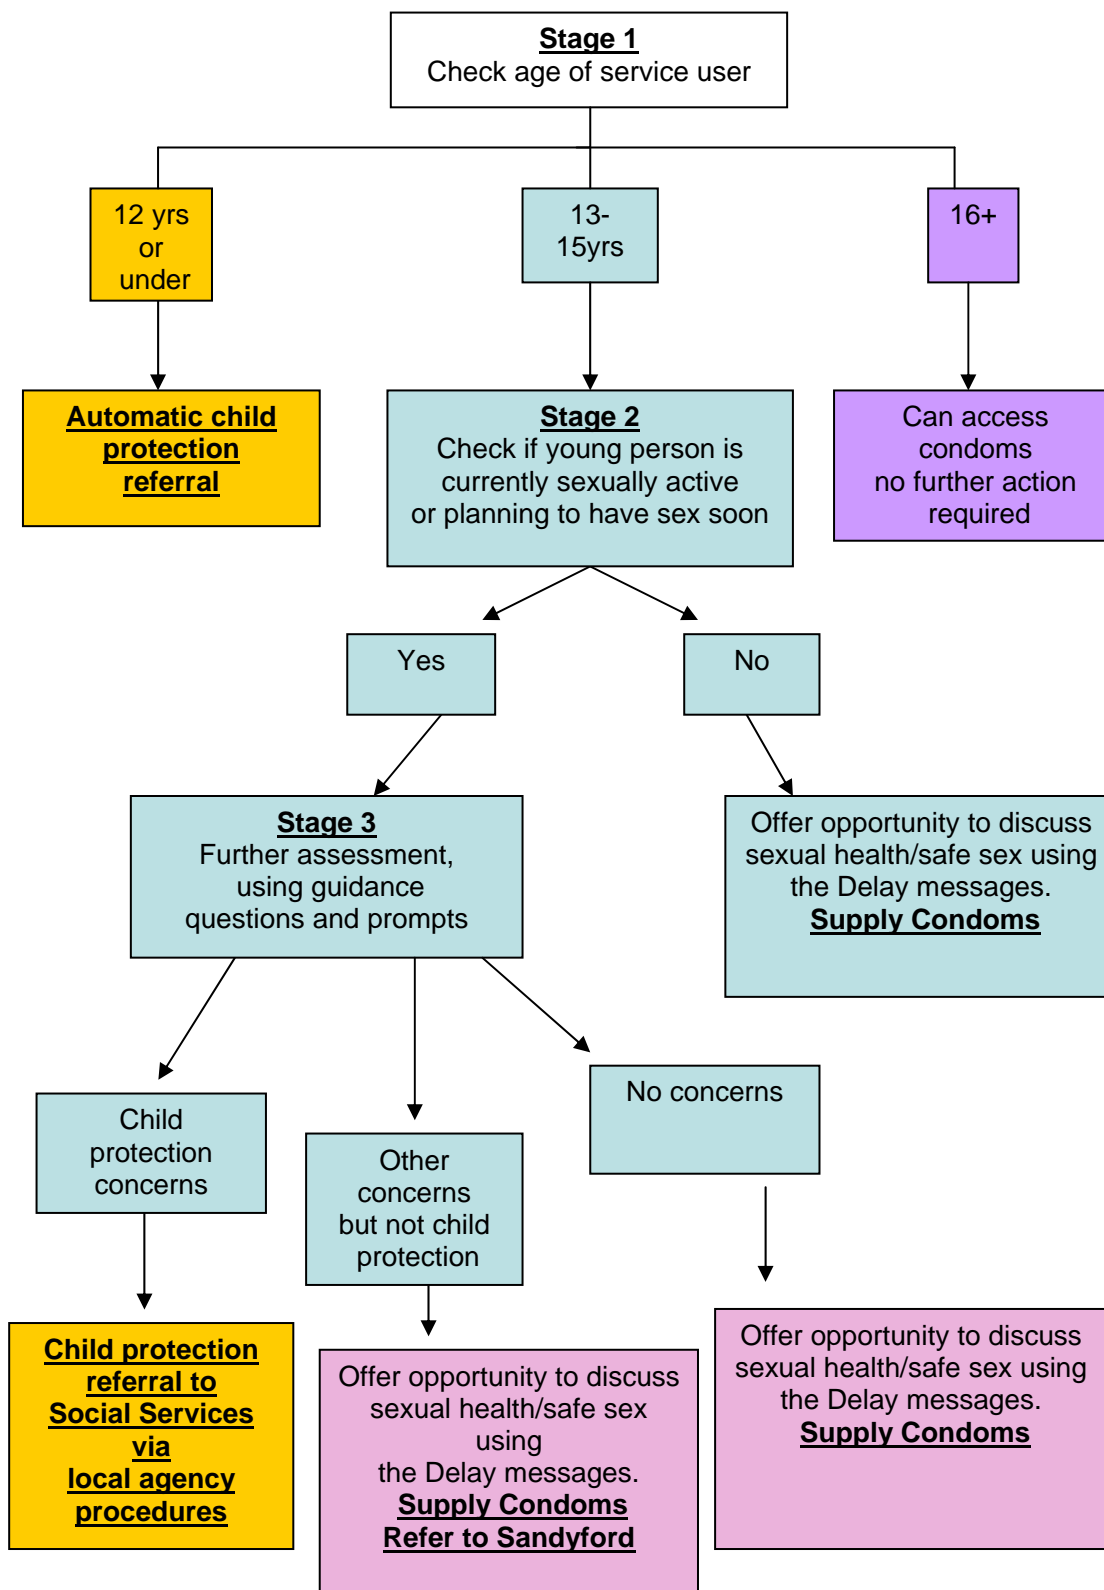 Stage 1
Check age of service user
12 yrs
or
under
13-
15yrs
16+
Automatic child
protection
referral
Stage 2
Check if young person is
currently sexually active
or planning to have sex soon
Can access
condoms
no further action
required
Yes
No
Stage 3
Further assessment,
using guidance
questions and prompts
Offer opportunity to discuss
sexual health/safe sex using
the Delay messages.
Supply Condoms
Child
protection
concerns
Other
concerns
but not child
protection
No concerns
Child protection
referral to
Social Services
via
local agency
procedures
Offer opportunity to discuss
sexual health/safe sex
using
the Delay messages.
Supply Condoms
Refer to Sandyford
Offer opportunity to discuss
sexual health/safe sex using
the Delay messages.
Supply Condoms